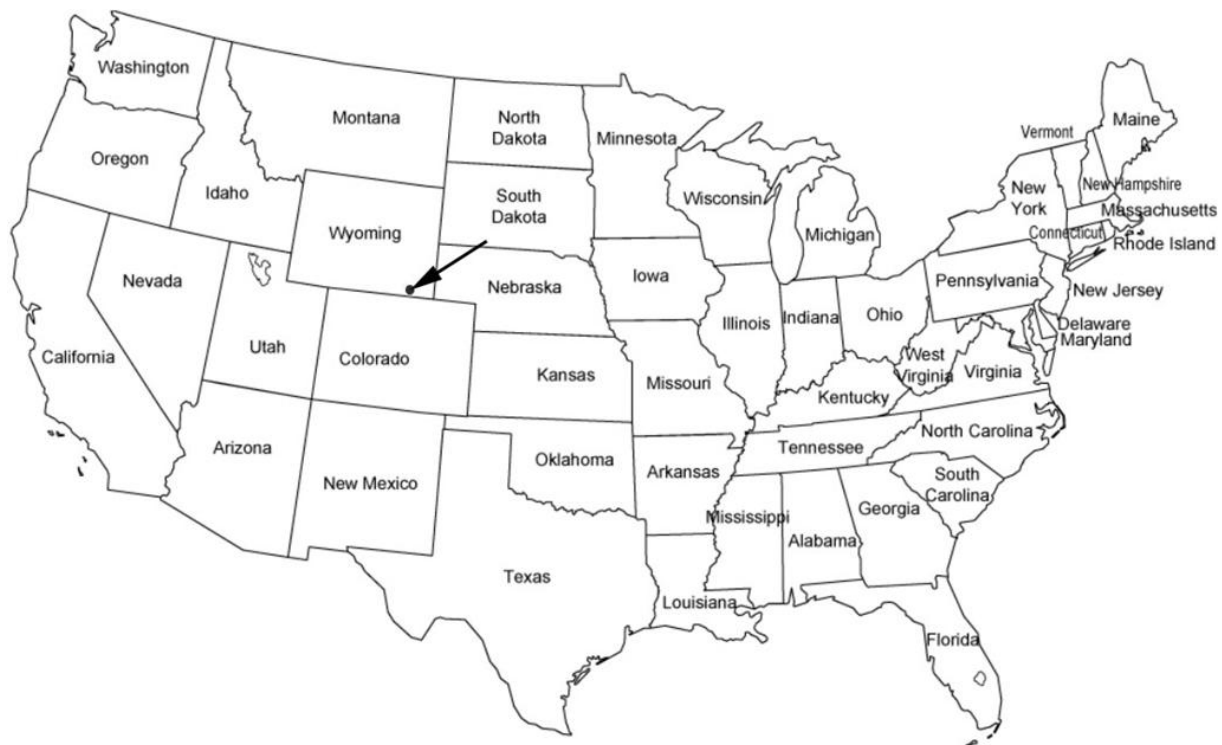 Washington
Montana
North
Dakota
Minnesota
Vermont
Maine
Oregon
Idaho
South
Dakota
Wisconsin
New
York
New Hampshire
Massachusetts
Wyoming
Michigan
Connecticut
Rhode Island
Nevada
Nebraska
Iowa
Pennsylvania
New Jersey
California
Utah
Colorado
Illinois
Indiana
Ohio
Delaware
Maryland
Kansas
Missouri
West
Virginia
Virginia
Kentucky
Arizona
New Mexico
Oklahoma
Arkansas
Tennessee
North Carolina
South
Carolina
Mississippi
Alabama
Georgia
Texas
Louisiana
Florida